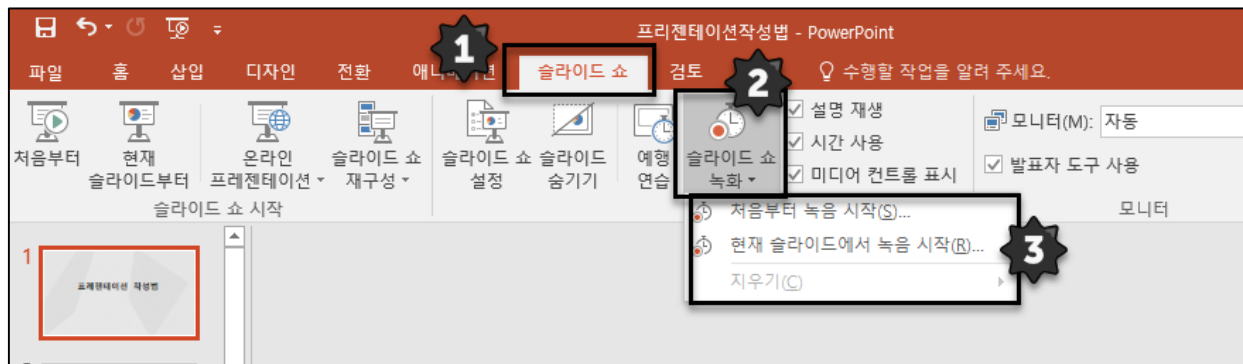 프리젠테이션작성법 - PowerPoint
1
파일 홈 삽입 디자인 전환 슬라이드 쇼 검토 수행할 작업을 알려 주세요.
2
처음부터
현재
슬라이드부터
온라인
프레젠테이션
슬라이드 쇼
재구성
슬라이드 쇼
설정
슬라이드
숨기기
예행
연습
슬라이드 쇼
녹화
설명 재생
시간 사용
미디어 컨트롤 표시
모니터(M): 자동
발표자 도구 사용
슬라이드 쇼 시작
모니터
처음부터 녹음 시작(S)...
현재 슬라이드에서 녹음 시작(R)...
지우기(C)
3
1
프레젠테이션 작성법